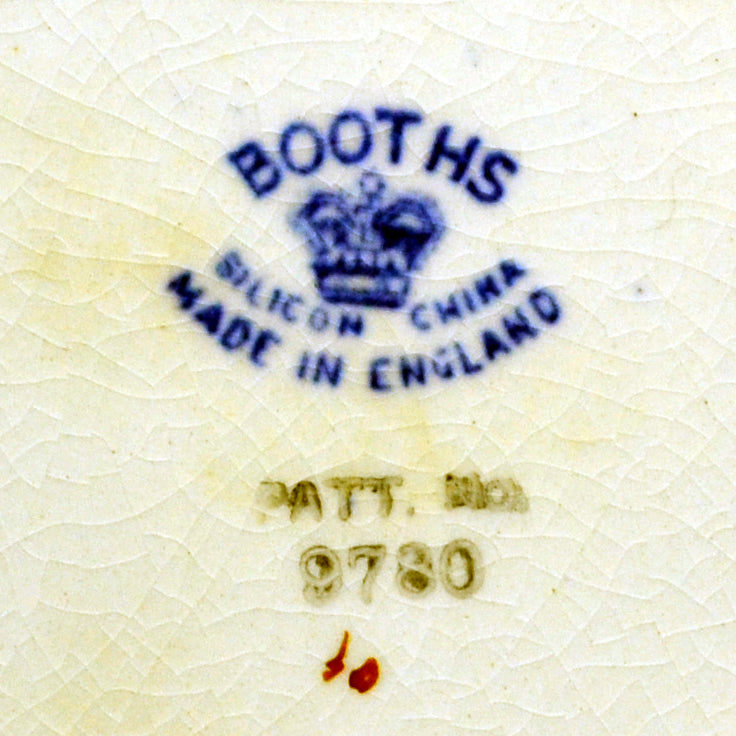 BOOTHS
SILICON CHINA
MADE IN ENGLAND
PATT. No.
9780